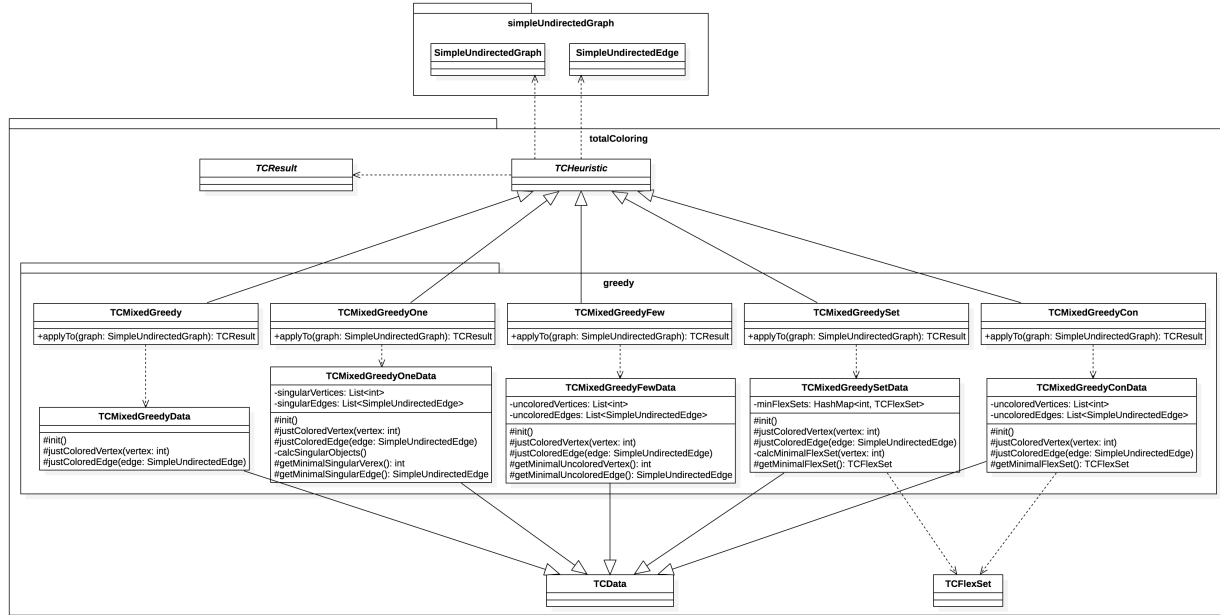 simpleUndirectedGraph
SimpleUndirectedGraph
SimpleUndirectedEdge
totalColoring
TCResult
TCHeuristic
greedy
TCMixedGreedy
+applyTo(graph: SimpleUndirectedGraph): TCResult
TCMixedGreedyOne
+applyTo(graph: SimpleUndirectedGraph): TCResult
TCMixedGreedyFew
+applyTo(graph: SimpleUndirectedGraph): TCResult
TCMixedGreedySet
+applyTo(graph: SimpleUndirectedGraph): TCResult
TCMixedGreedyCon
+applyTo(graph: SimpleUndirectedGraph): TCResult
TCMixedGreedyData
#init()
#justColoredVertex(vertex: int)
#justColoredEdge(edge: SimpleUndirectedEdge)
TCMixedGreedyOneData
-singularVertices: List<int>
-singularEdges: List<SimpleUndirectedEdge>
#init()
#justColoredVertex(vertex: int)
#justColoredEdge(edge: SimpleUndirectedEdge)
-calcSingularObjects()
#getMinimalSingularVerex(): int
#getMinimalSingularEdge(): SimpleUndirectedEdge
TCMixedGreedyFewData
-uncoloredVertices: List<int>
-uncoloredEdges: List<SimpleUndirectedEdge>
#init()
#justColoredVertex(vertex: int)
#justColoredEdge(edge: SimpleUndirectedEdge)
#getMinimalUncoloredVertex(): int
#getMinimalUncoloredEdge(): SimpleUndirectedEdge
TCMixedGreedySetData
-minFlexSets: HashMap<int, TCFlexSet>
#init()
#justColoredVertex(vertex: int)
#justColoredEdge(edge: SimpleUndirectedEdge)
-calcMinimalFlexSet(vertex: int)
#getMinimalFlexSet(): TCFlexSet
TCMixedGreedyConData
-uncoloredVertices: List<int>
-uncoloredEdges: List<SimpleUndirectedEdge>
#init()
#justColoredVertex(vertex: int)
#justColoredEdge(edge: SimpleUndirectedEdge)
#getMinimalFlexSet(): TCFlexSet
TCData
TCFlexSet